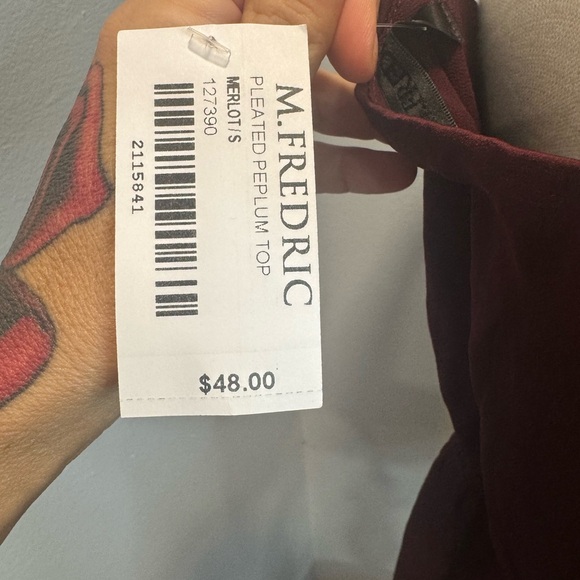 M.FREDRIC
PLEATED PEPLUM TOP
MERLOT/S
127390
2115841
$48.00